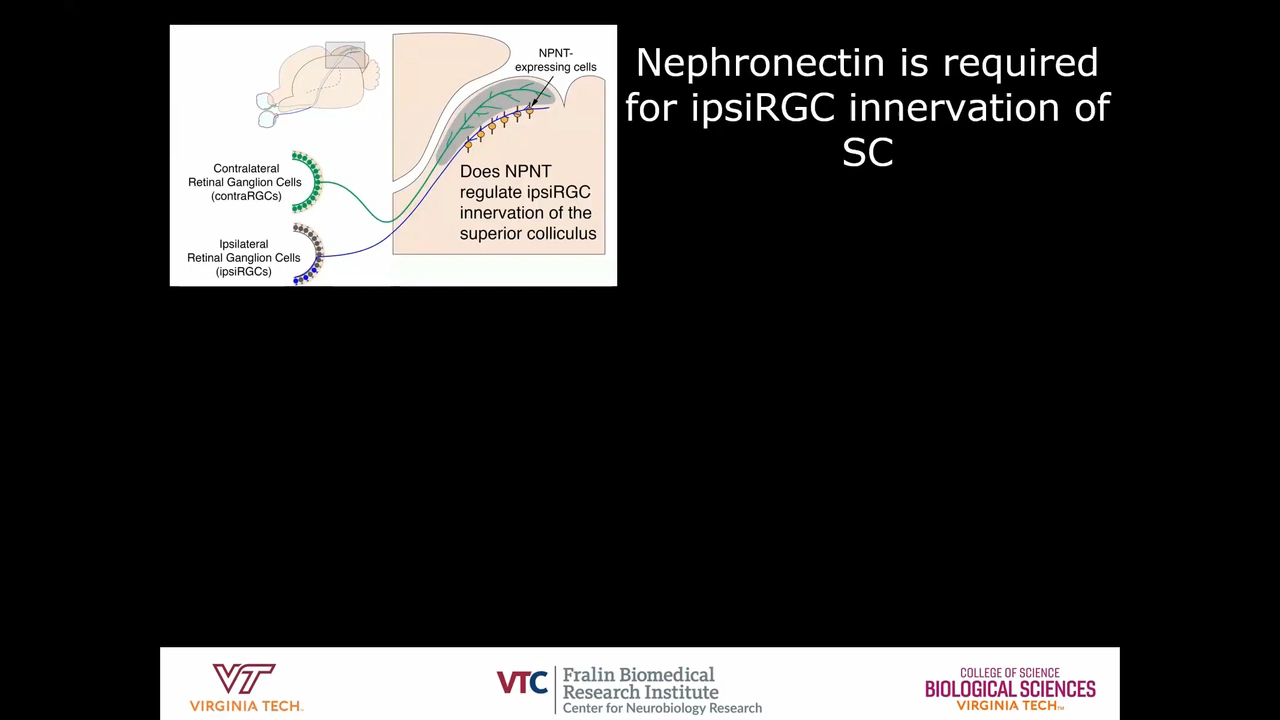 Nephronectin is required
for ipsiRGC innervation of
SC
NPNT-
expressing cells
Contralateral
Retinal Ganglion Cells
(contraRGCs)
Does NPNT
regulate ipsiRGC
innervation of the
superior colliculus
Ipsilateral
Retinal Ganglion Cells
(ipsiRGCs)
VT
VIRGINIA TECH™
VTC
Fralin Biomedical
Research Institute
Center for Neurobiology Research
COLLEGE OF SCIENCE
BIOLOGICAL SCIENCES
VIRGINIA TECH™